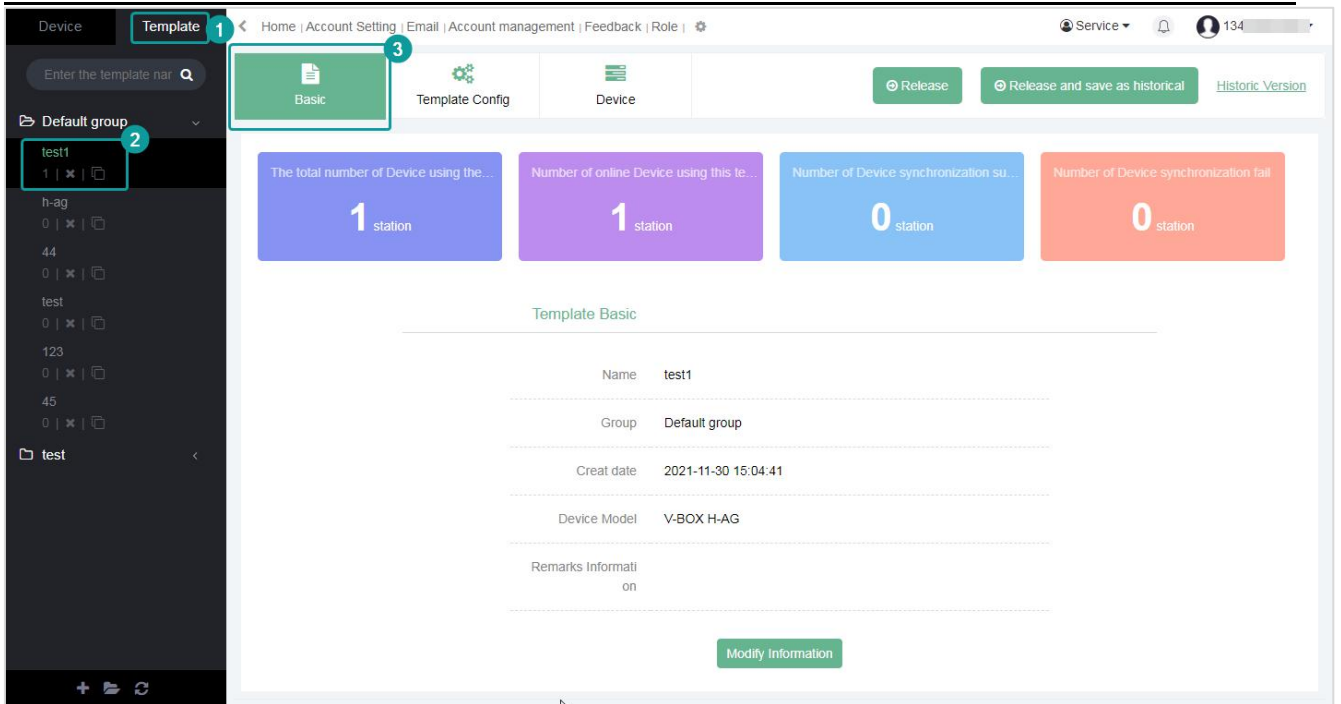 Device Template 1 Home | Account Setting | Email | Account management | Feedback | Role | Service 134
3
Enter the template nar
Basic Template Config Device Release Release and save as historical Historic Version
Default group
2
test1
1 | |
h-ag
0 | |
44
0 | |
test
0 | |
123
0 | |
45
0 | |
test
The total number of Device using the... Number of online Device using this te... Number of Device synchronization su... Number of Device synchronization fail
1 station 1 station 0 station 0 station
Template Basic
Name test1
Group Default group
Creat date 2021-11-30 15:04:41
Device Model V-BOX H-AG
Remarks Informati
on
Modify Information